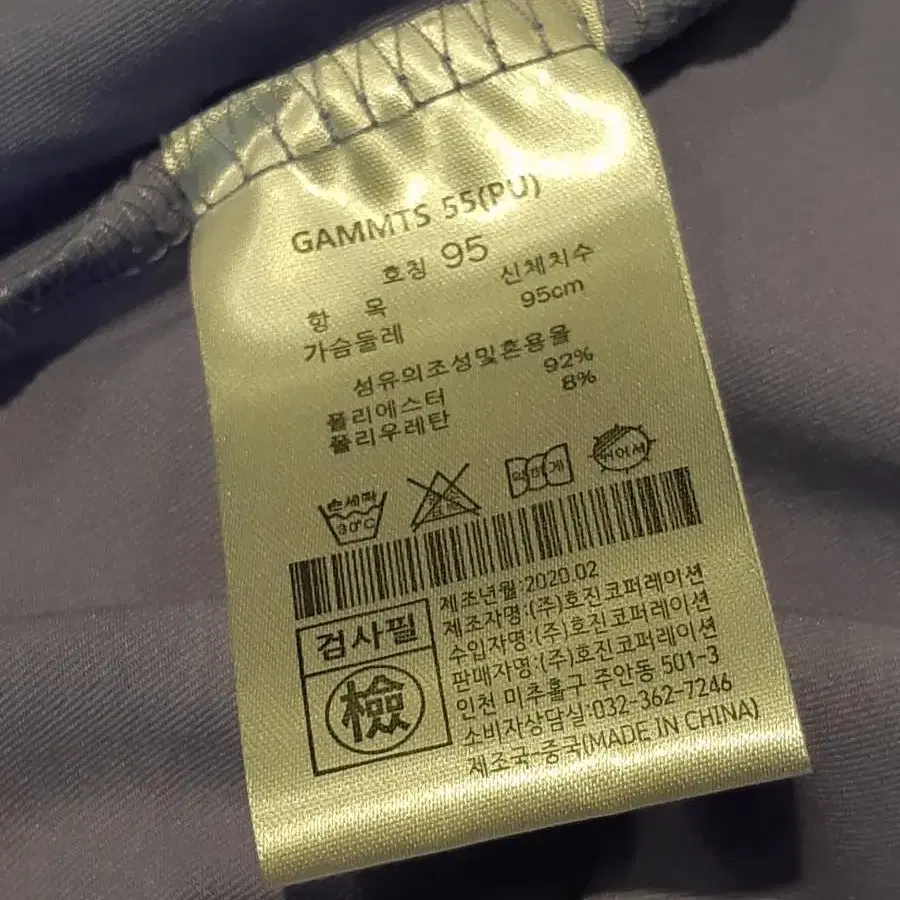 GAMMTS 55(PU)
호칭 95
항 목 신체치수
가슴둘레 95cm
섬유의조성및혼용율
폴리에스터 92%
폴리우레탄 8%
손세탁
30℃
약하게
뉘어서
제조년월:2020.02
제조자명:(주)호진코퍼레이션
수입자명:(주)호진코퍼레이션
판매자명:(주)호진코퍼레이션
인천 미추홀구 주안동 501-3
소비자상담실:032-362-7246
제조국:중국(MADE IN CHINA)
검사필
檢